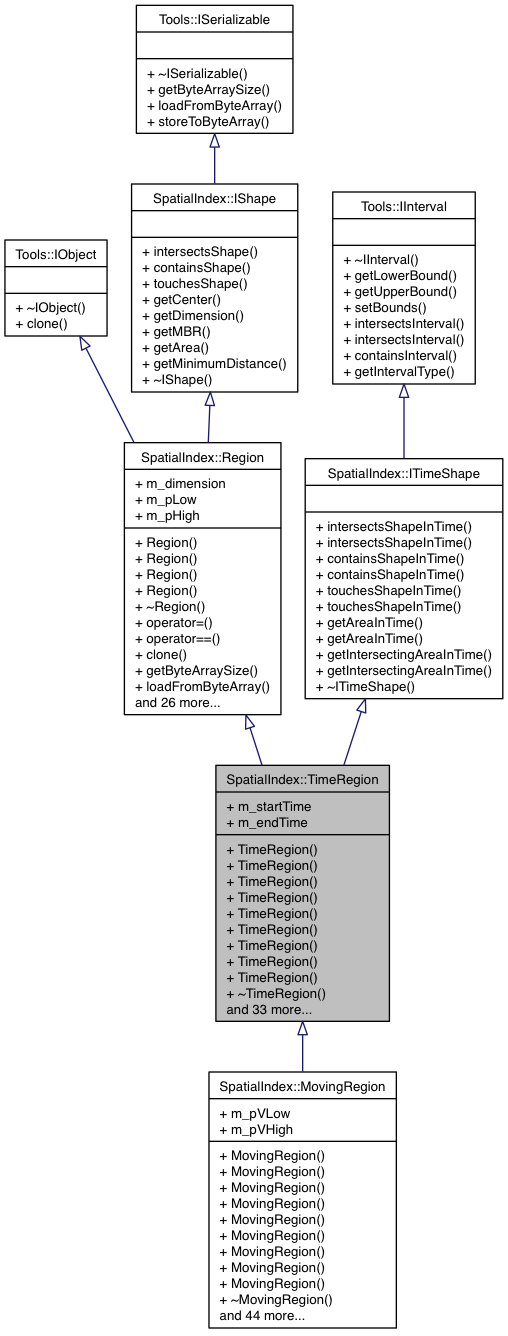 Tools::ISerializable
+ ~ISerializable()
+ getByteArraySize()
+ loadFromByteArray()
+ storeToByteArray()
SpatialIndex::IShape
+ intersectsShape()
+ containsShape()
+ touchesShape()
+ getCenter()
+ getDimension()
+ getMBR()
+ getArea()
+ getMinimumDistance()
+ ~IShape()
Tools::IInterval
+ ~IInterval()
+ getLowerBound()
+ getUpperBound()
+ setBounds()
+ intersectsInterval()
+ intersectsInterval()
+ containsInterval()
+ getIntervalType()
Tools::IObject
+ ~IObject()
+ clone()
SpatialIndex::Region
+ m_dimension
+ m_pLow
+ m_pHigh
+ Region()
+ Region()
+ Region()
+ Region()
+ ~Region()
+ operator=()
+ operator==()
+ clone()
+ getByteArraySize()
+ loadFromByteArray()
and 26 more...
SpatialIndex::ITimeShape
+ intersectsShapeInTime()
+ intersectsShapeInTime()
+ containsShapeInTime()
+ containsShapeInTime()
+ touchesShapeInTime()
+ touchesShapeInTime()
+ getAreaInTime()
+ getAreaInTime()
+ getIntersectingAreaInTime()
+ getIntersectingAreaInTime()
+ ~ITimeShape()
SpatialIndex::TimeRegion
+ m_startTime
+ m_endTime
+ TimeRegion()
+ TimeRegion()
+ TimeRegion()
+ TimeRegion()
+ TimeRegion()
+ TimeRegion()
+ TimeRegion()
+ TimeRegion()
+ TimeRegion()
+ ~TimeRegion()
and 33 more...
SpatialIndex::MovingRegion
+ m_pVLow
+ m_pVHigh
+ MovingRegion()
+ MovingRegion()
+ MovingRegion()
+ MovingRegion()
+ MovingRegion()
+ MovingRegion()
+ MovingRegion()
+ MovingRegion()
+ MovingRegion()
+ ~MovingRegion()
and 44 more...